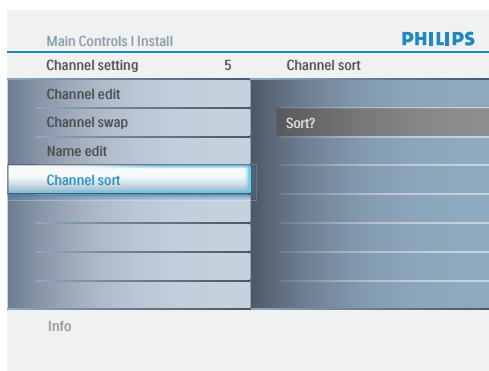 Main Controls I Install
PHILIPS
Channel setting 5 Channel sort
Channel edit
Channel swap Sort?
Name edit
Channel sort
Info